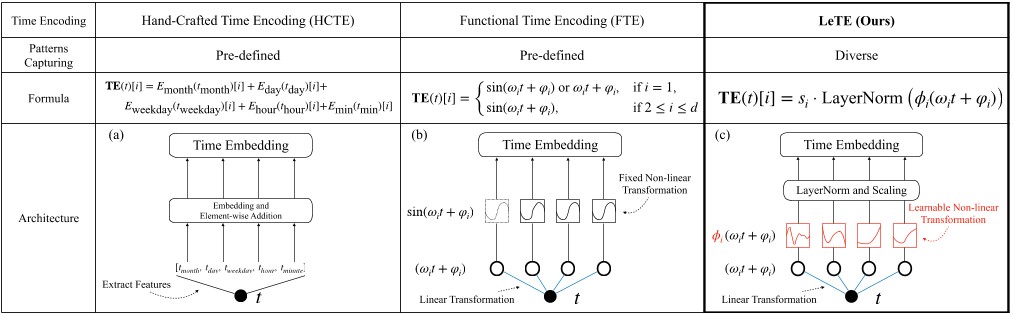 Time Encoding
Hand-Crafted Time Encoding (HCTE)
Functional Time Encoding (FTE)
LeTE (Ours)
Patterns
Capturing
Pre-defined
Pre-defined
Diverse
Formula
TE(t)[i] = E_month(t_month)[i] + E_day(t_day)[i]+
E_weekday(t_weekday)[i] + E_hour(t_hour)[i]+E_min(t_min)[i]
TE(t)[i] = { sin(ω_i t + φ_i) or ω_i t + φ_i, if i = 1,
sin(ω_i t + φ_i), if 2 ≤ i ≤ d
TE(t)[i] = s_i · LayerNorm (ϕ_i(ω_i t + φ_i))
Architecture
(a)
Time Embedding
Embedding and
Element-wise Addition
[t_month, t_day, t_weekday, t_hour, t_minute]
Extract Features
t
(b)
Time Embedding
Fixed Non-linear
Transformation
sin(ω_i t + φ_i)
(ω_i t + φ_i)
Linear Transformation
t
(c)
Time Embedding
LayerNorm and Scaling
Learnable Non-linear
Transformation
ϕ_i (ω_i t + φ_i)
(ω_i t + φ_i)
Linear Transformation
t